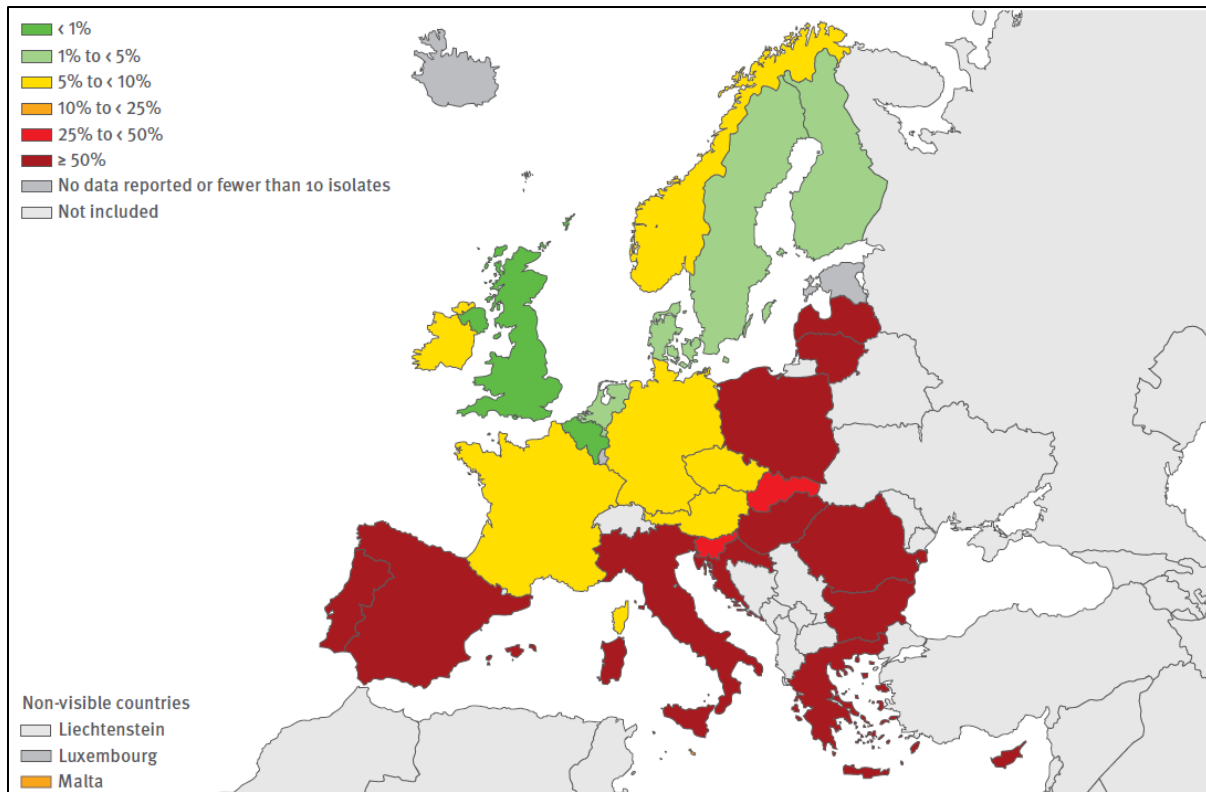 < 1%
1% to < 5%
5% to < 10%
10% to < 25%
25% to < 50%
≥ 50%
No data reported or fewer than 10 isolates
Not included
Non-visible countries
Liechtenstein
Luxembourg
Malta